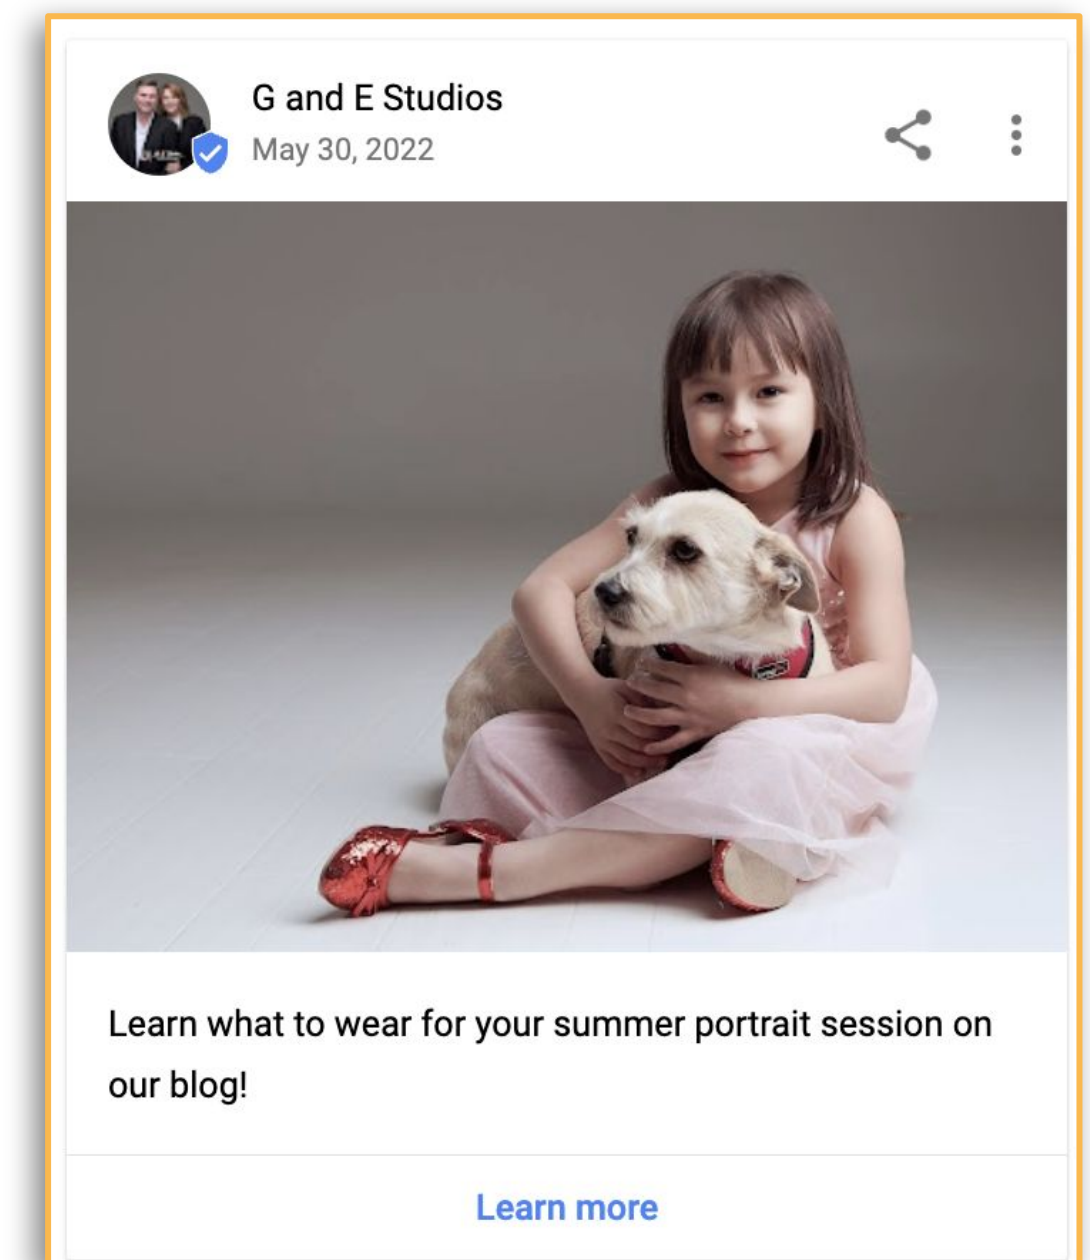 G and E Studios
May 30, 2022
Learn what to wear for your summer portrait session on
our blog!
Learn more